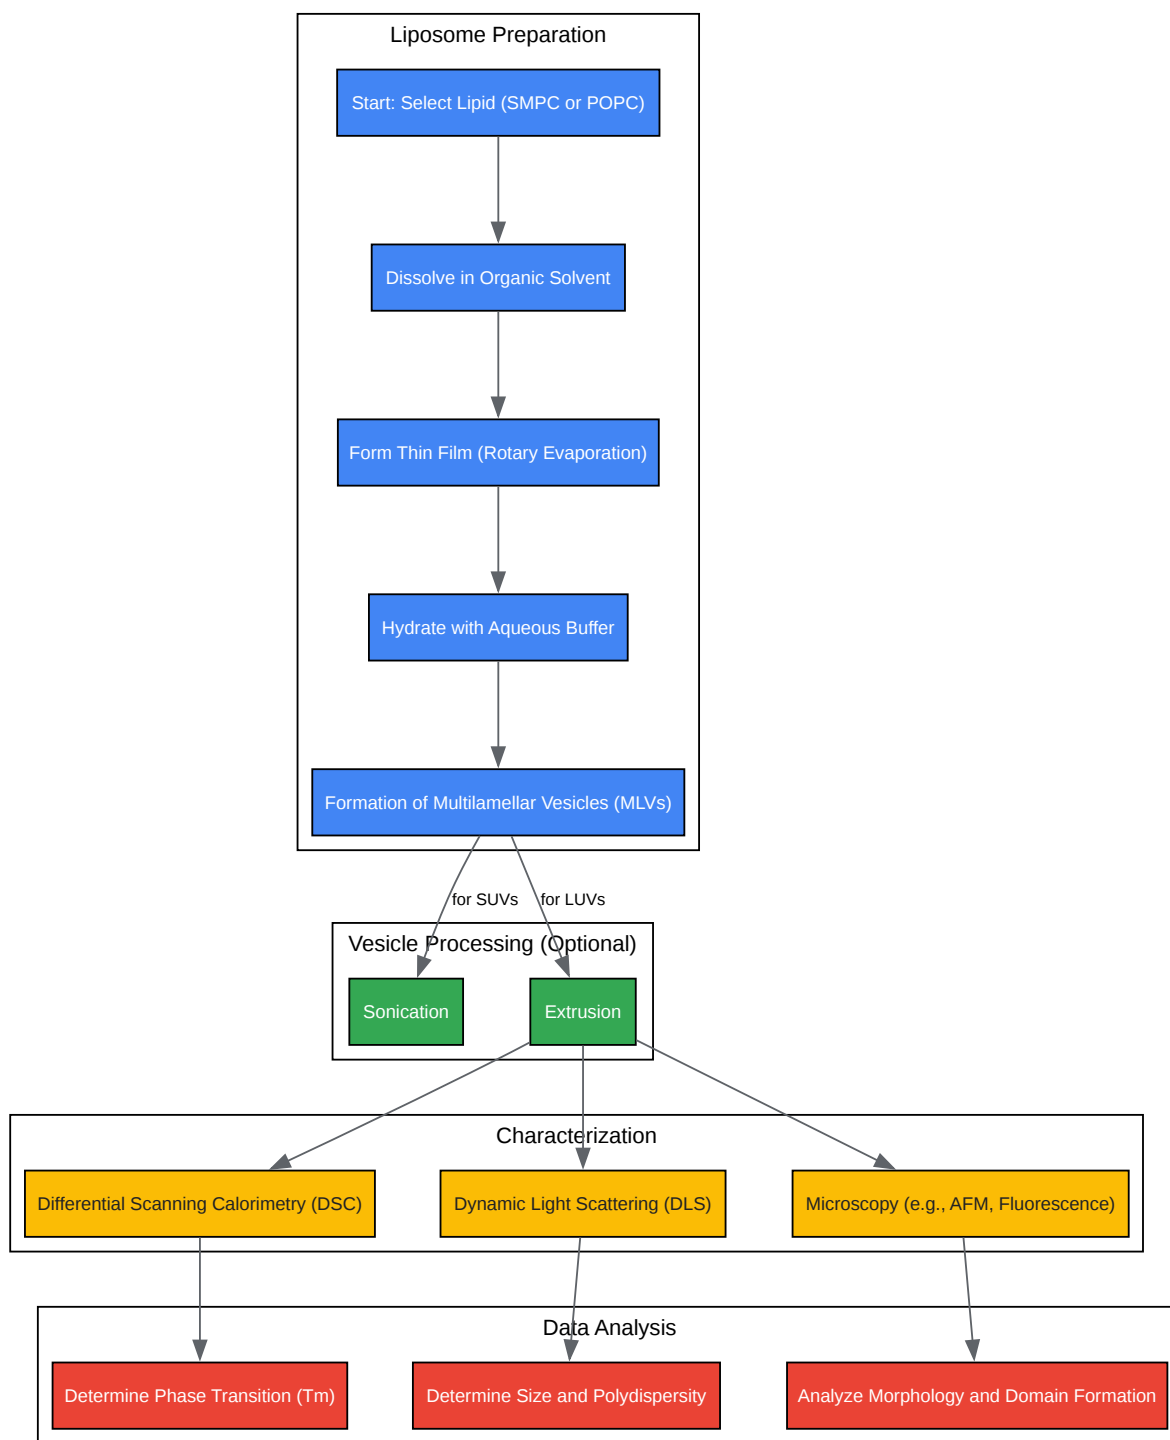 Liposome Preparation
Start: Select Lipid (SMPC or POPC)
Dissolve in Organic Solvent
Form Thin Film (Rotary Evaporation)
Hydrate with Aqueous Buffer
Formation of Multilamellar Vesicles (MLVs)
for SUVs
for LUVs
Vesicle Processing (Optional)
Sonication
Extrusion
Characterization
Differential Scanning Calorimetry (DSC)
Dynamic Light Scattering (DLS)
Microscopy (e.g., AFM, Fluorescence)
Data Analysis
Determine Phase Transition (Tm)
Determine Size and Polydispersity
Analyze Morphology and Domain Formation